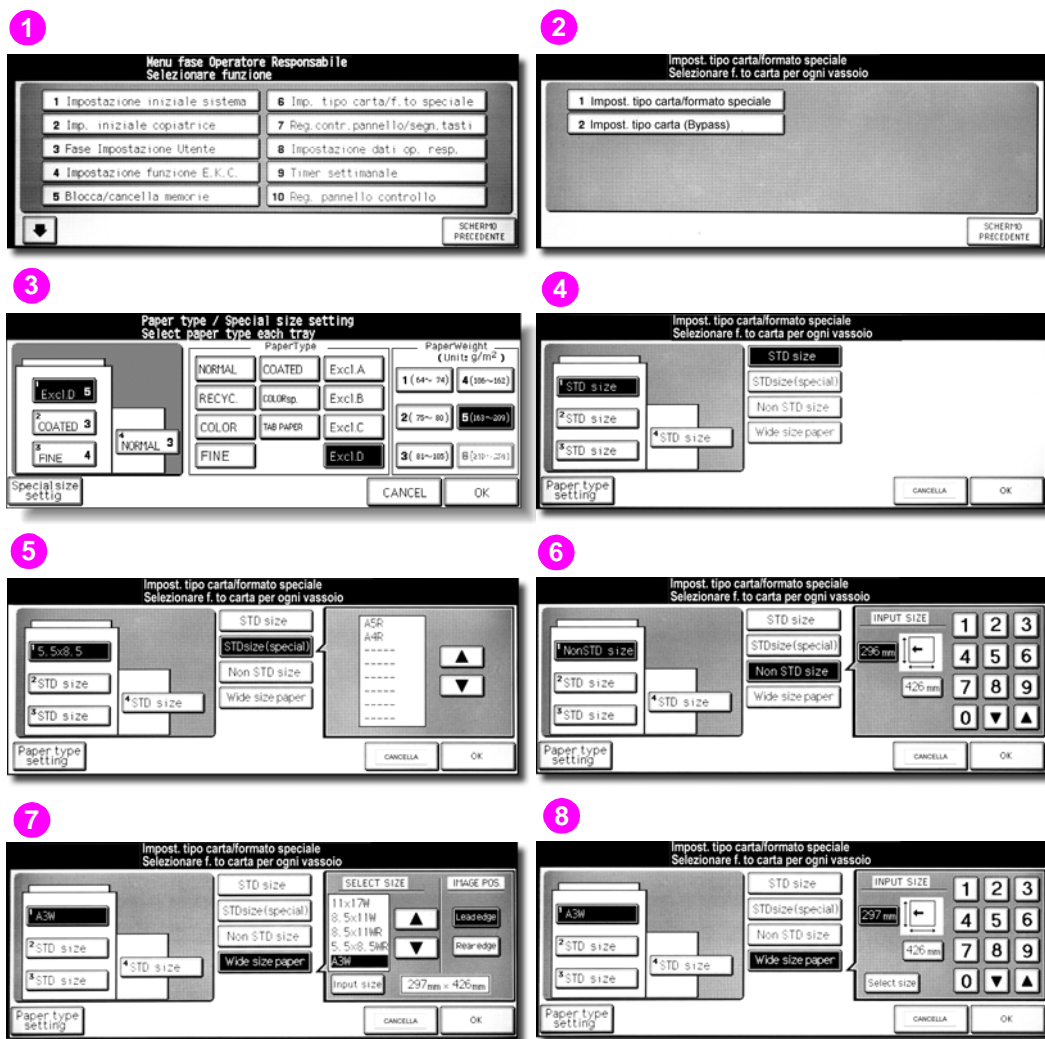 1
Menu fase Operatore Responsabile
Selezionare funzione
1 Impostazione iniziale sistema
2 Imp. iniziale copiatrice
3 Fase Impostazione Utente
4 Impostazione funzione E.K.C.
5 Blocca/cancella memorie
6 Imp. tipo carta/f.to speciale
7 Reg.contr.pannello/segn.tasti
8 Impostazione dati op. resp.
9 Timer settimanale
10 Reg. pannello controllo
SCHERMO
PRECEDENTE
2
Impost. tipo carta/formato speciale
Selezionare f. to carta per ogni vassoio
1 Impost. tipo carta/formato speciale
2 Impost. tipo carta (Bypass)
SCHERMO
PRECEDENTE
3
Paper type / Special size setting
Select paper type each tray
1 Excl.D 5
2 COATED 3
3 FINE 4
4 NORMAL 3
PaperType
NORMAL COATED Excl.A
RECYC. COLORsp. Excl.B
COLOR TAB PAPER Excl.C
FINE Excl.D
PaperWeight
(Unit: g/m2)
1 (64~ 74) 4 (106~162)
2 ( 75~ 80) 5 (163~209)
3 ( 81~105) 6 (210~256)
Special size
settig
CANCEL OK
4
Impost. tipo carta/formato speciale
Selezionare f. to carta per ogni vassoio
1 STD size
2 STD size
3 STD size
4 STD size
STD size
STDsize(special)
Non STD size
Wide size paper
Paper type
setting
CANCELLA OK
5
Impost. tipo carta/formato speciale
Selezionare f. to carta per ogni vassoio
1 5.5x8.5
2 STD size
3 STD size
4 STD size
STD size
STDsize(special)
Non STD size
Wide size paper
A5R
A4R
-----
-----
-----
-----
-----
Paper type
setting
CANCELLA OK
6
Impost. tipo carta/formato speciale
Selezionare f. to carta per ogni vassoio
1 NonSTD size
2 STD size
3 STD size
4 STD size
STD size
STDsize(special)
Non STD size
Wide size paper
INPUT SIZE
296 mm
426 mm
1 2 3
4 5 6
7 8 9
0
Paper type
setting
CANCELLA OK
7
Impost. tipo carta/formato speciale
Selezionare f. to carta per ogni vassoio
1 A3W
2 STD size
3 STD size
4 STD size
STD size
STDsize(special)
Non STD size
Wide size paper
SELECT SIZE
11x17W
8.5x11W
8.5x11WR
5.5x8.5WR
A3W
IMAGE POS.
Leadedge
Rearedge
Input size
297 mm x 426 mm
Paper type
setting
CANCELLA OK
8
Impost. tipo carta/formato speciale
Selezionare f. to carta per ogni vassoio
1 A3W
2 STD size
3 STD size
4 STD size
STD size
STDsize(special)
Non STD size
Wide size paper
INPUT SIZE
297 mm
426 mm
Select size
1 2 3
4 5 6
7 8 9
0
Paper type
setting
CANCELLA OK